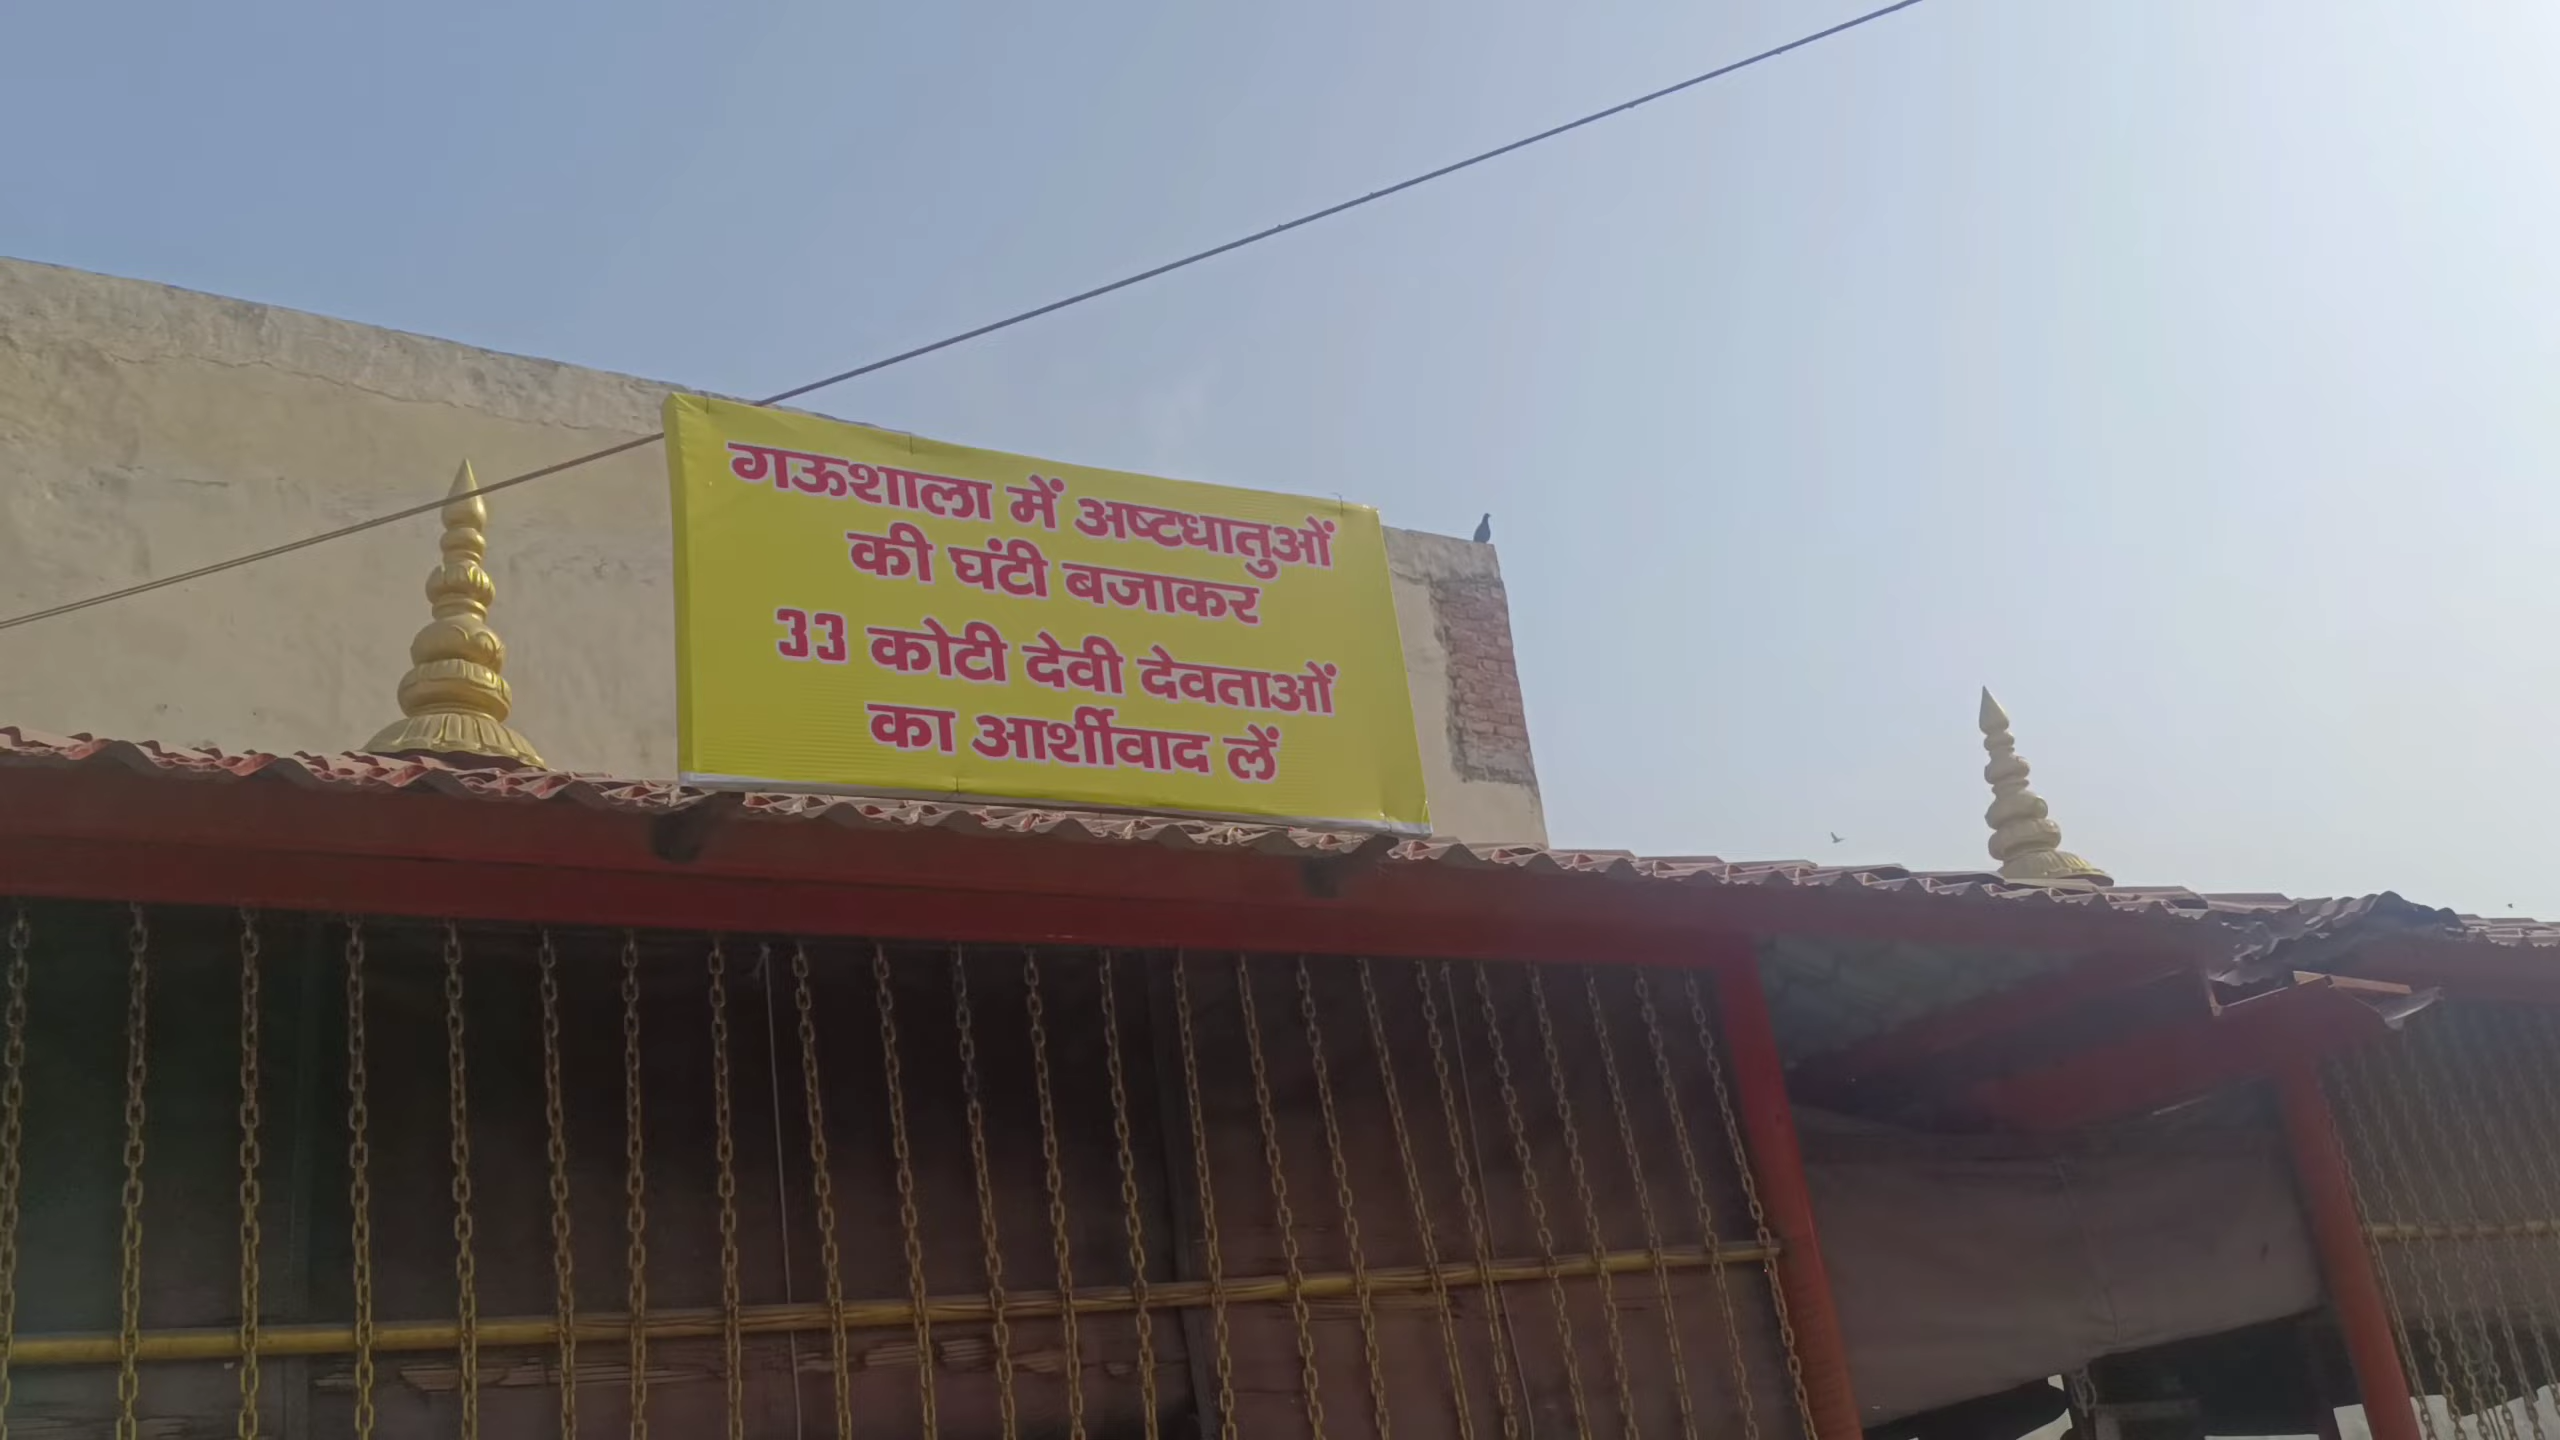 गऊशाला में अष्टधातुओं
की घंटी बजाकर
33 कोटी देवी देवताओं
का आर्शीवाद लें